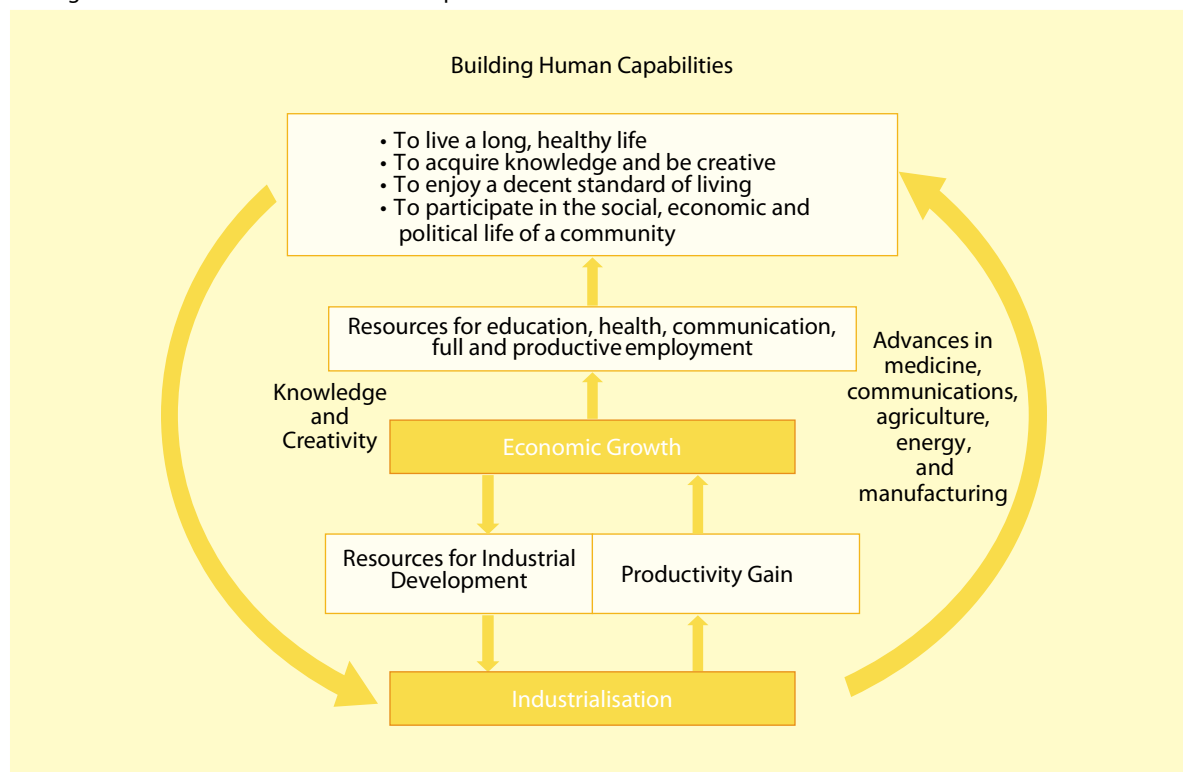 Building Human Capabilities
• To live a long, healthy life
• To acquire knowledge and be creative
• To enjoy a decent standard of living
• To participate in the social, economic and
political life of a community
Resources for education, health, communication,
full and productive employment
Knowledge
and
Creativity
Advances in
medicine,
communications,
agriculture,
energy,
and
manufacturing
Economic Growth
Resources for Industrial
Development
Productivity Gain
Industrialisation